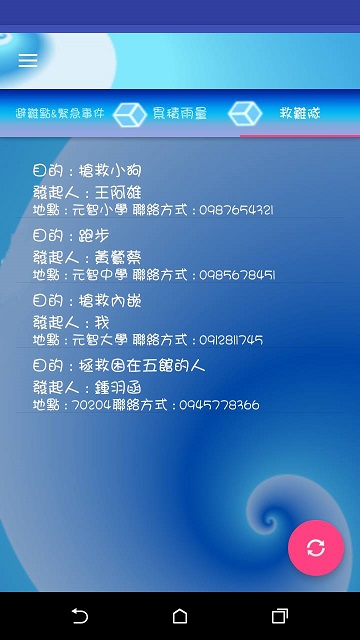 避難點&緊急事件 累積雨量 救難隊
目的：搶救小狗
發起人：王阿雄
地點：元智小學 聯絡方式：0987654321
目的：跑步
發起人：黃鶯蔡
地點：元智中學 聯絡方式：0985678451
目的：搶救內嵌
發起人：我
地點：元智大學 聯絡方式：0912811745
目的：拯救困在五館的人
發起人：鍾羽函
地點：70204聯絡方式：0945778366